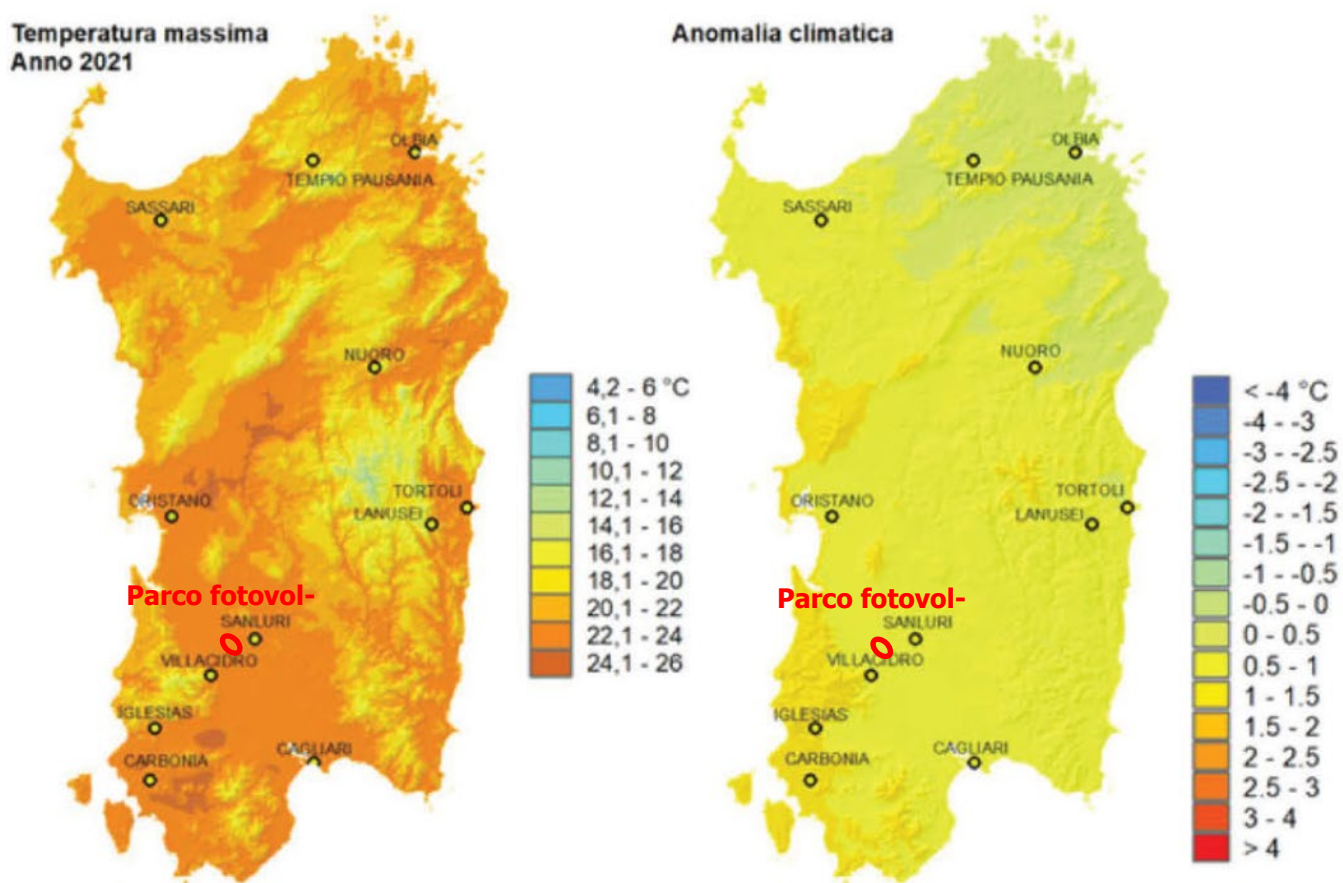 Temperatura massima
Anno 2021
OLBIA
TEMPIO PAUSANIA
SASSARI
NUORO
ORISTANO
TORTOLI
LANUSEI
Parco fotovol-
SANLURI
VILLACIDRO
IGLESIAS
CARBONIA
CAGLIARI
4,2 - 6 °C
6,1 - 8
8,1 - 10
10,1 - 12
12,1 - 14
14,1 - 16
16,1 - 18
18,1 - 20
20,1 - 22
22,1 - 24
24,1 - 26
Anomalia climatica
OLBIA
TEMPIO PAUSANIA
SASSARI
NUORO
ORISTANO
TORTOLI
LANUSEI
Parco fotovol-
SANLURI
VILLACIDRO
IGLESIAS
CARBONIA
CAGLIARI
< -4 °C
-4 - -3
-3 - -2.5
-2.5 - -2
-2 - -1.5
-1.5 - -1
-1 - -0.5
-0.5 - 0
0 - 0.5
0.5 - 1
1 - 1.5
1.5 - 2
2 - 2.5
2.5 - 3
3 - 4
> 4